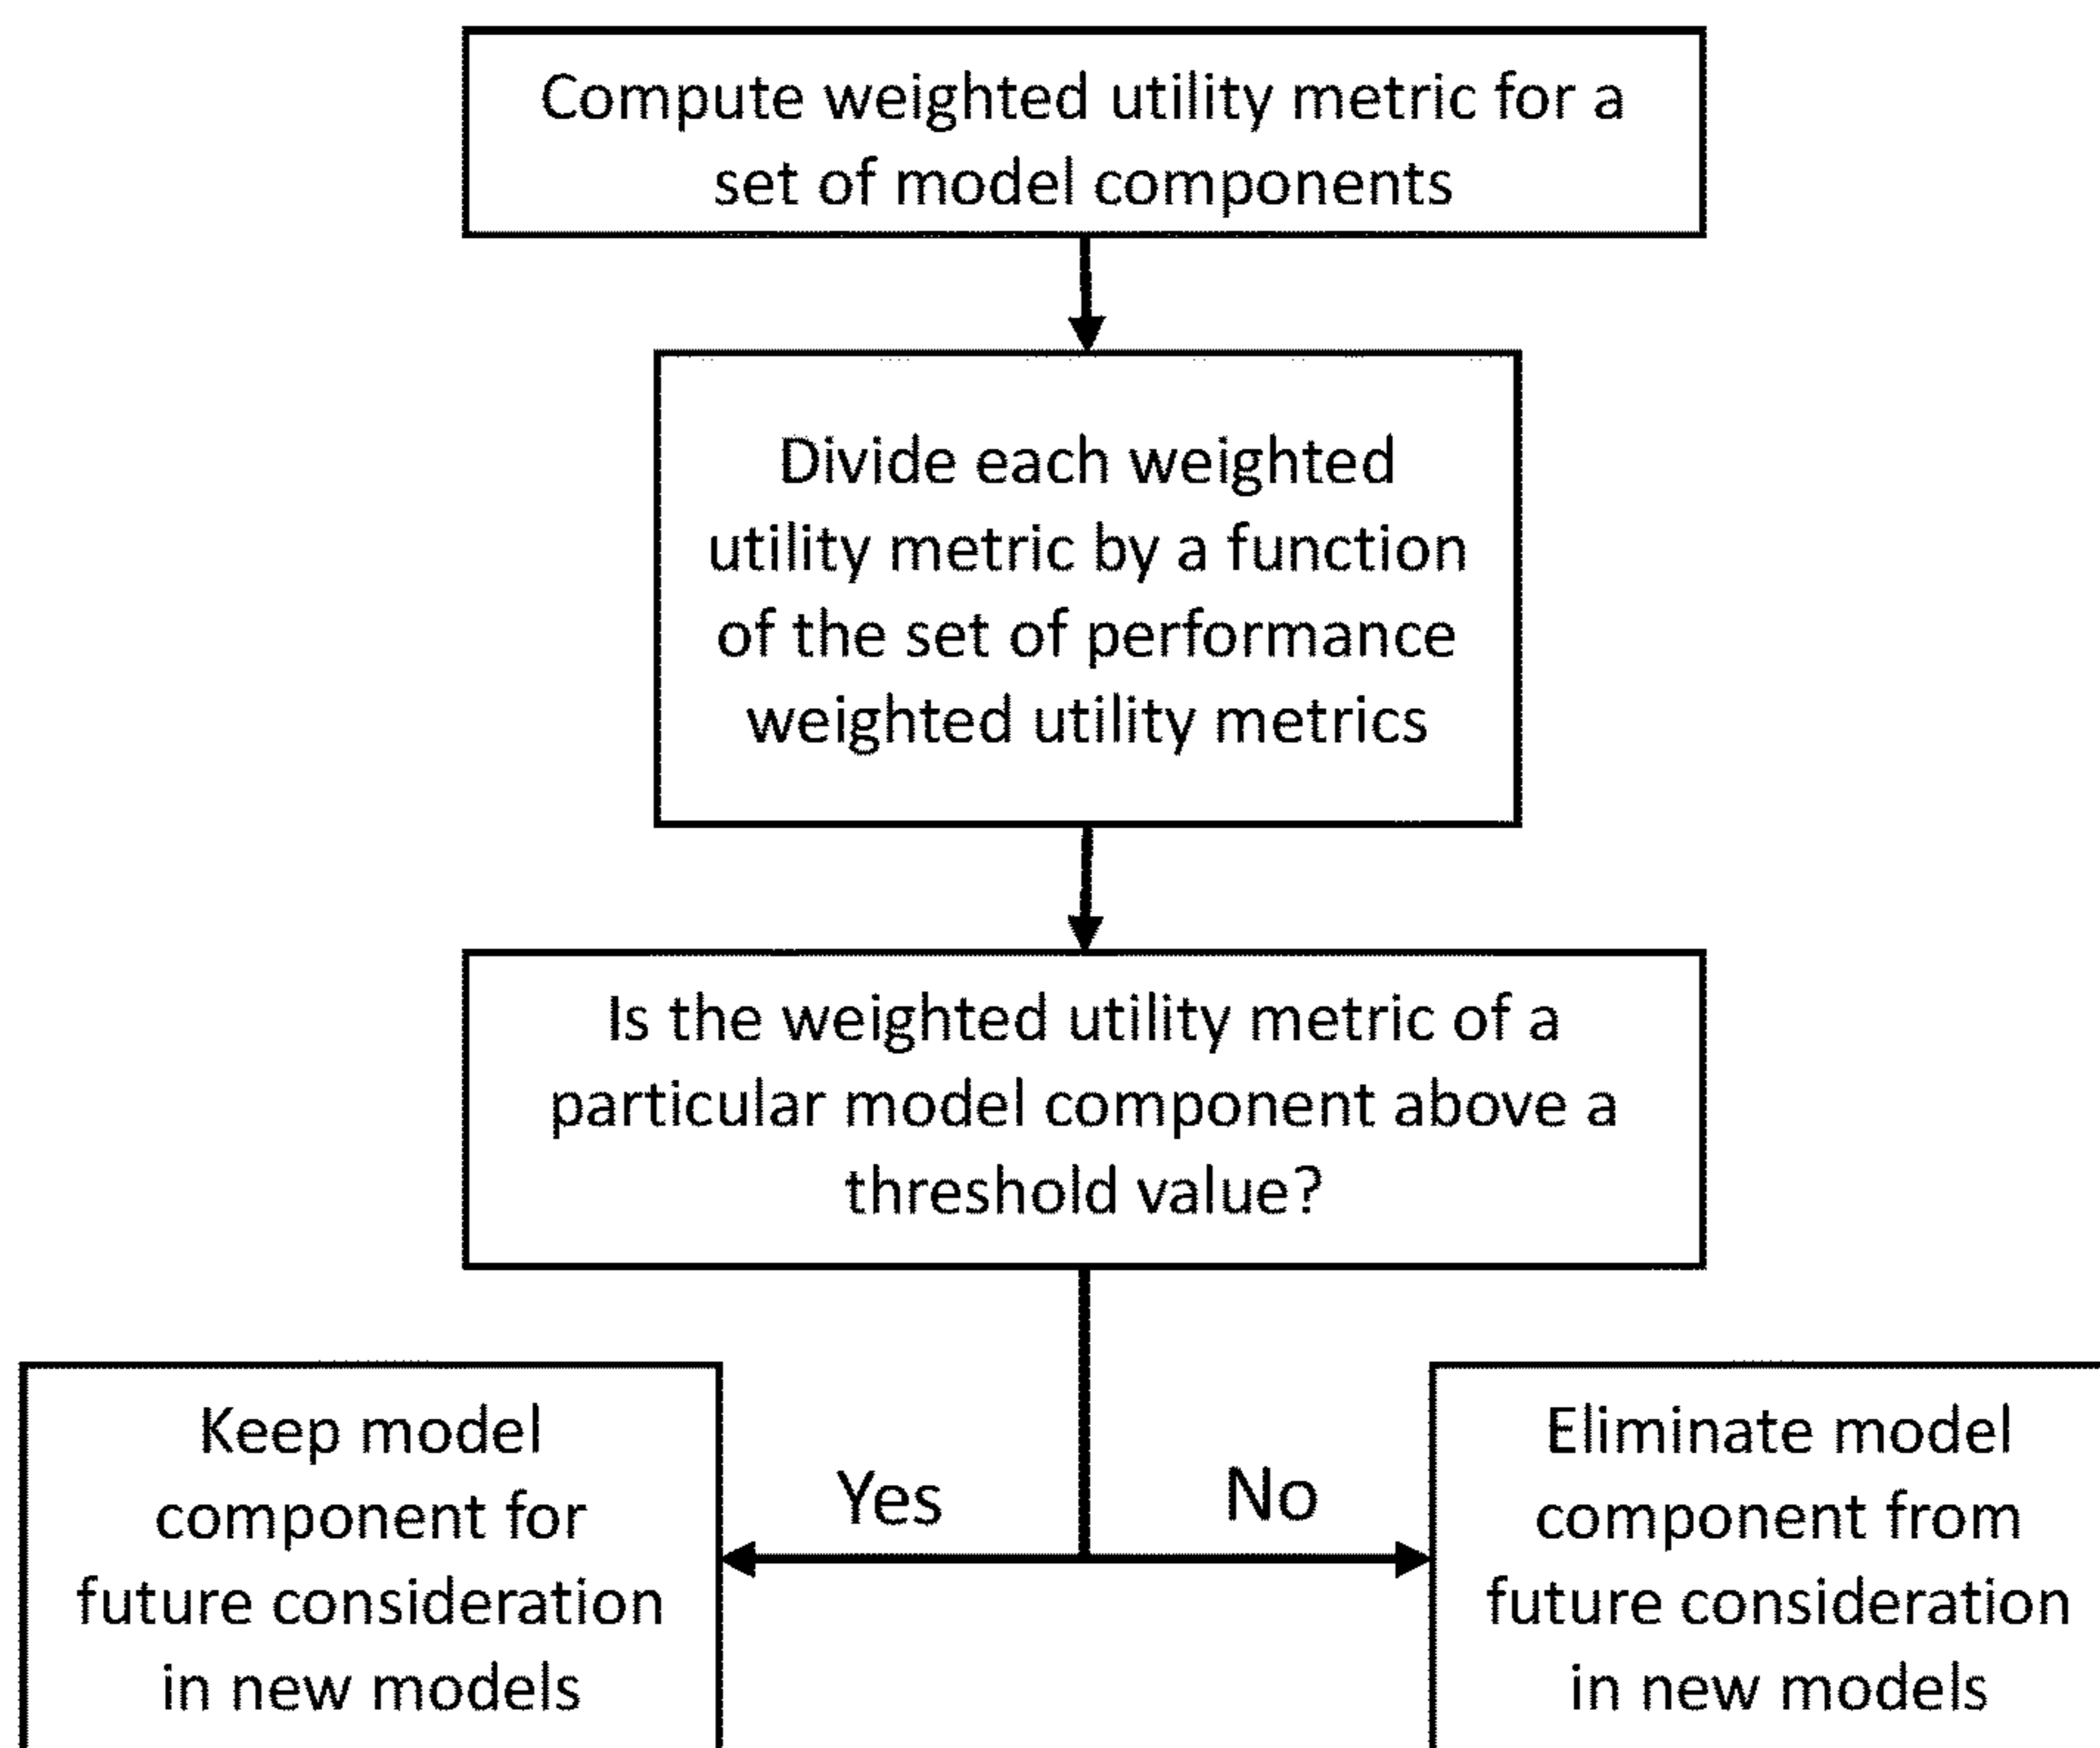 Compute weighted utility metric for a
set of model components
Divide each weighted
utility metric by a function
of the set of performance
weighted utility metrics
Is the weighted utility metric of a
particular model component above a
threshold value?
Yes
No
Keep model
component for
future consideration
in new models
Eliminate model
component from
future consideration
in new models